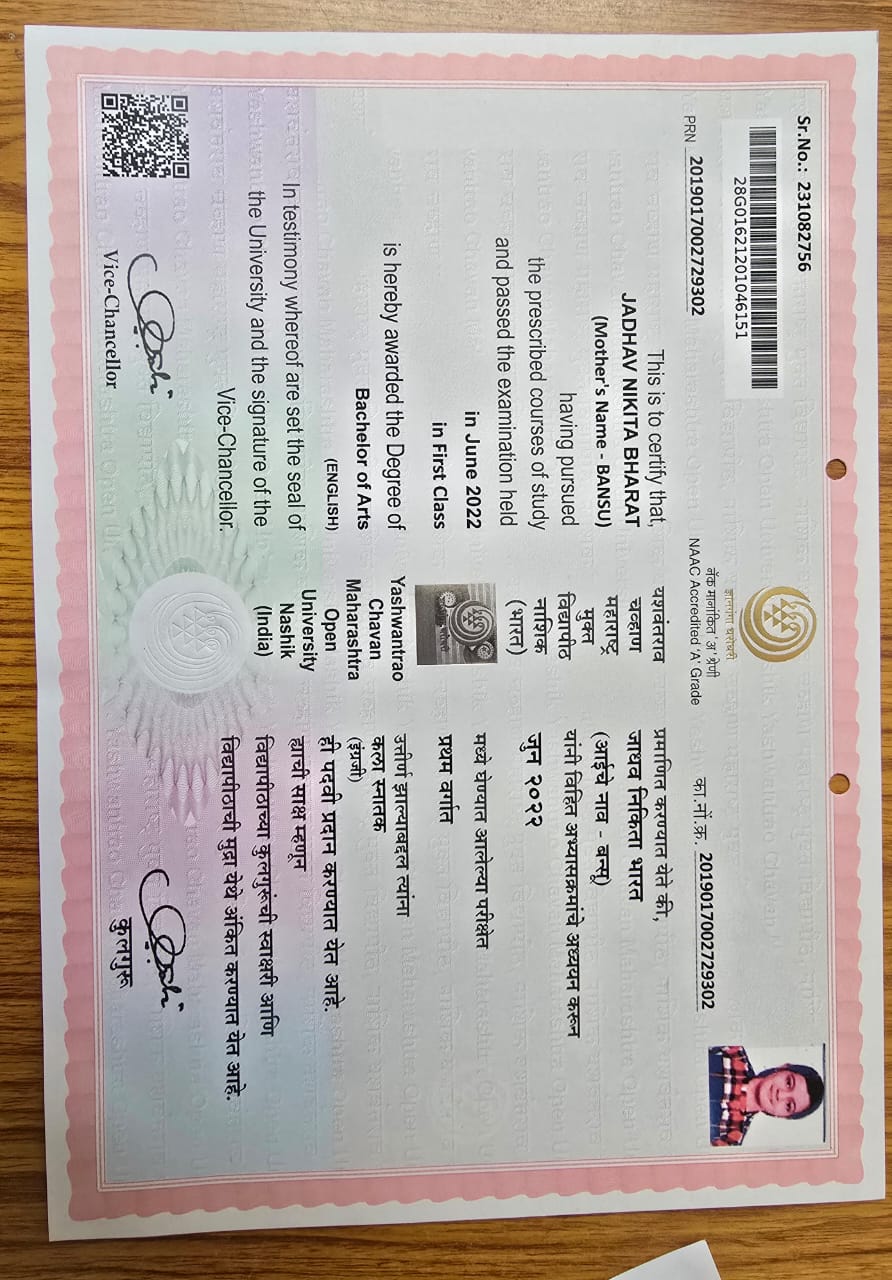 Sr.No.: 231082756
28G01621201046151
PRN 2019017002729302
ज्ञानगंगा घरोघरी
नॅक मानांकित 'अ' श्रेणी
NAAC Accredited 'A' Grade
का.नों.क्र. 2019017002729302
This is to certify that,
JADHAV NIKITA BHARAT
(Mother's Name - BANSU)
having pursued
the prescribed courses of study
and passed the examination held
in June 2022
in First Class
is hereby awarded the Degree of
Bachelor of Arts
(ENGLISH)
In testimony whereof are set the seal of
the University and the signature of the
Vice-Chancellor.
Vice-Chancellor
यशवंतराव
चव्हाण
महाराष्ट्र
मुक्त
विद्यापीठ
नाशिक
(भारत)
Yashwantrao
Chavan
Maharashtra
Open
University
Nashik
(India)
प्रमाणित करण्यात येते की,
जाधव निकिता भारत
(आईचे नाव - बन्सू)
यांनी विहित अभ्यासक्रमांचे अध्ययन करून
जुन २०२२
मध्ये घेण्यात आलेल्या परीक्षेत
प्रथम वर्गात
उत्तीर्ण झाल्याबद्दल त्यांना
कला स्नातक
(इंग्रजी)
ही पदवी प्रदान करण्यात येत आहे.
ह्याची साक्ष म्हणून
विद्यापीठाच्या कुलगुरूंची स्वाक्षरी आणि
विद्यापीठाची मुद्रा येथे अंकित करण्यात येत आहे.
कुलगुरू